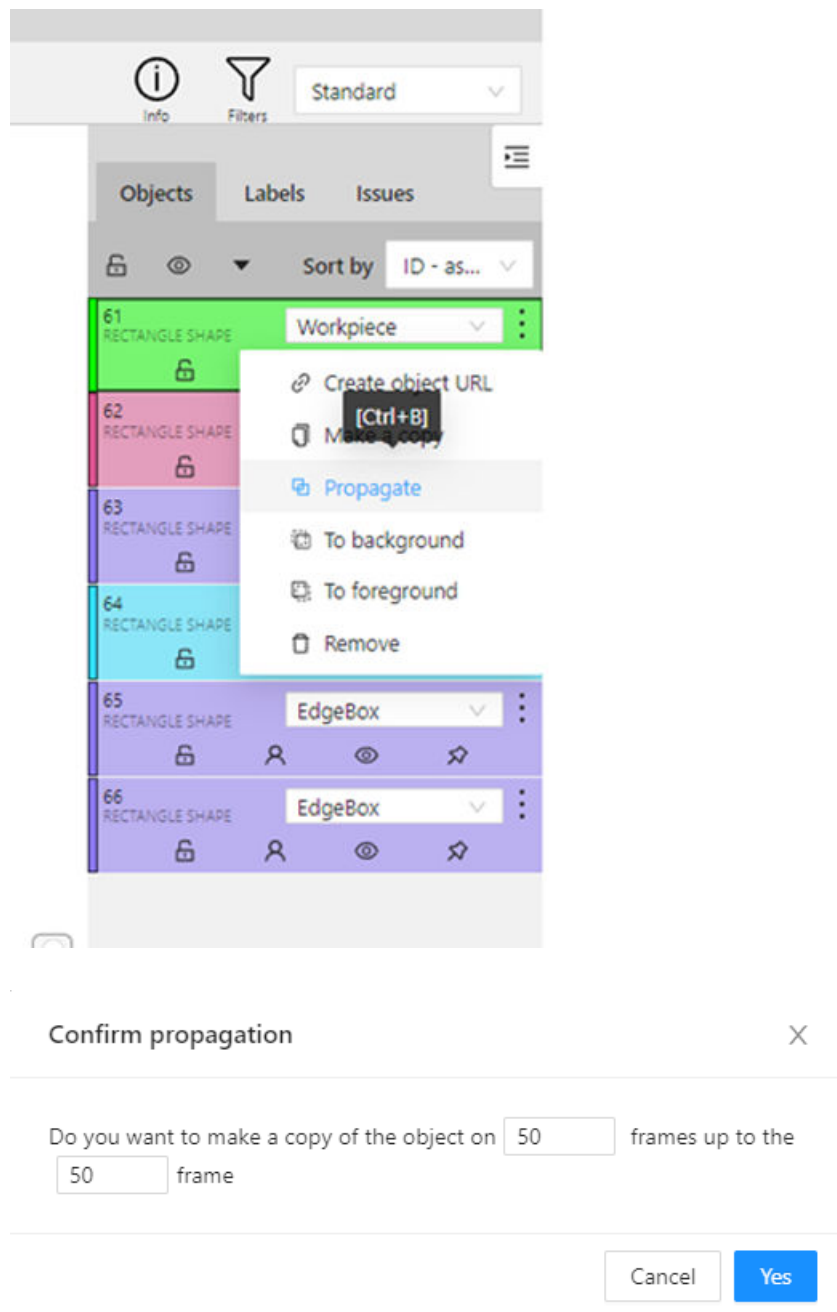 Info
Filters
Standard
Objects
Labels
Issues
Sort by
ID - as...
61
RECTANGLE SHAPE
Workpiece
Create object URL
[Ctrl+B]
62
RECTANGLE SHAPE
Make a copy
Propagate
63
RECTANGLE SHAPE
To background
64
RECTANGLE SHAPE
To foreground
Remove
65
RECTANGLE SHAPE
EdgeBox
66
RECTANGLE SHAPE
EdgeBox
Confirm propagation
Do you want to make a copy of the object on 50 frames up to the
50 frame
Cancel
Yes